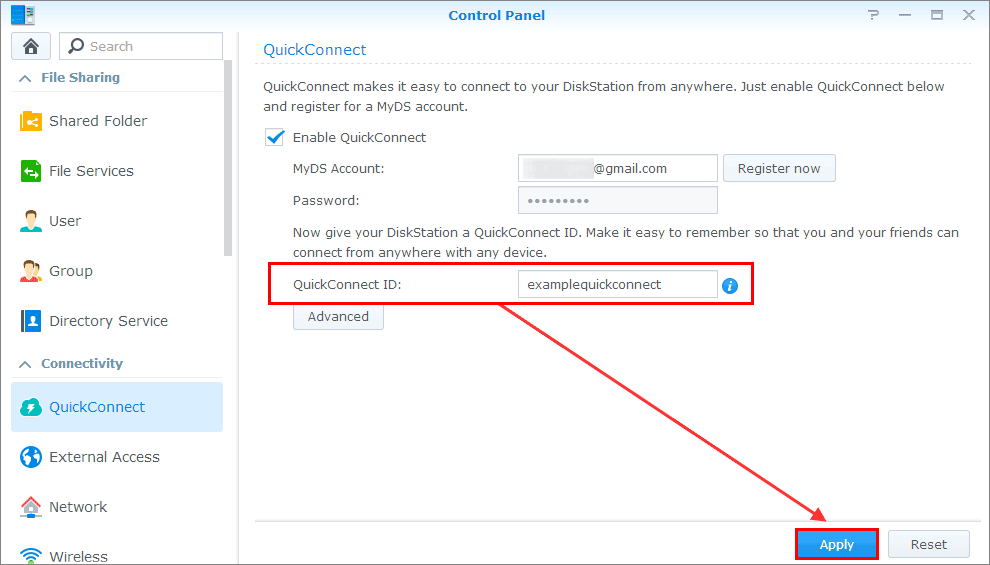 Control Panel
Search
File Sharing
Shared Folder
File Services
User
Group
Directory Service
Connectivity
QuickConnect
External Access
Network
Wireless
QuickConnect
QuickConnect makes it easy to connect to your DiskStation from anywhere. Just enable QuickConnect below
and register for a MyDS account.
Enable QuickConnect
MyDS Account: @gmail.com Register now
Password: •••••••••
Now give your DiskStation a QuickConnect ID. Make it easy to remember so that you and your friends can
connect from anywhere with any device.
QuickConnect ID: examplequickconnect
Advanced
Apply Reset